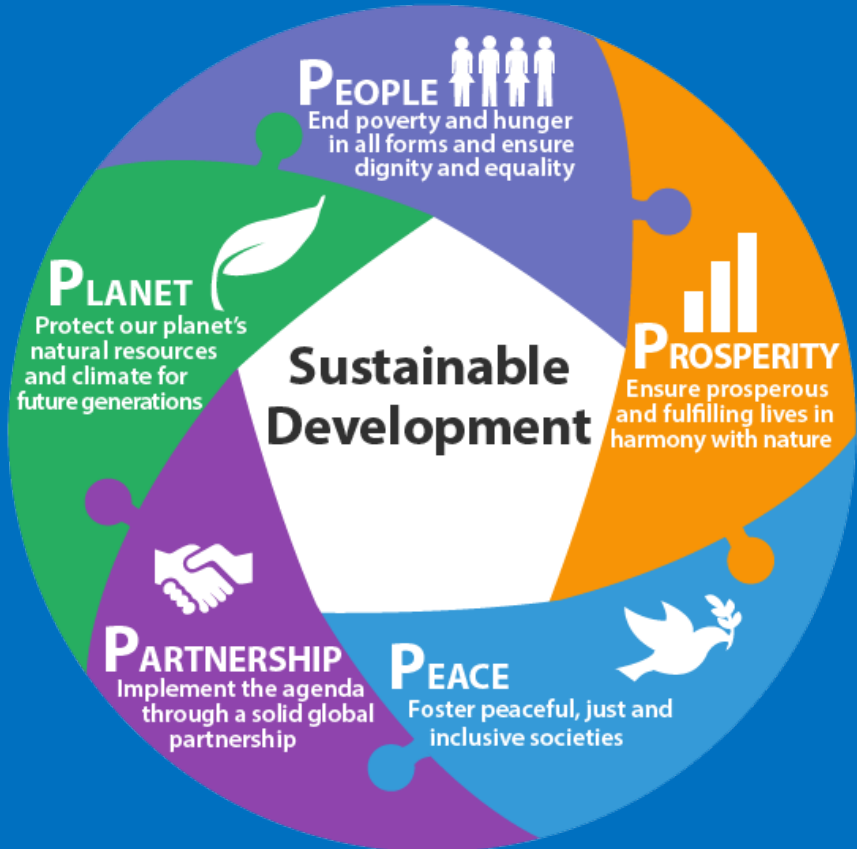 PEOPLE
End poverty and hunger
in all forms and ensure
dignity and equality
PROSPERITY
Ensure prosperous
and fulfilling lives in
harmony with nature
PEACE
Foster peaceful, just and
inclusive societies
PARTNERSHIP
Implement the agenda
through a solid global
partnership
PLANET
Protect our planet's
natural resources
and climate for
future generations
Sustainable
Development